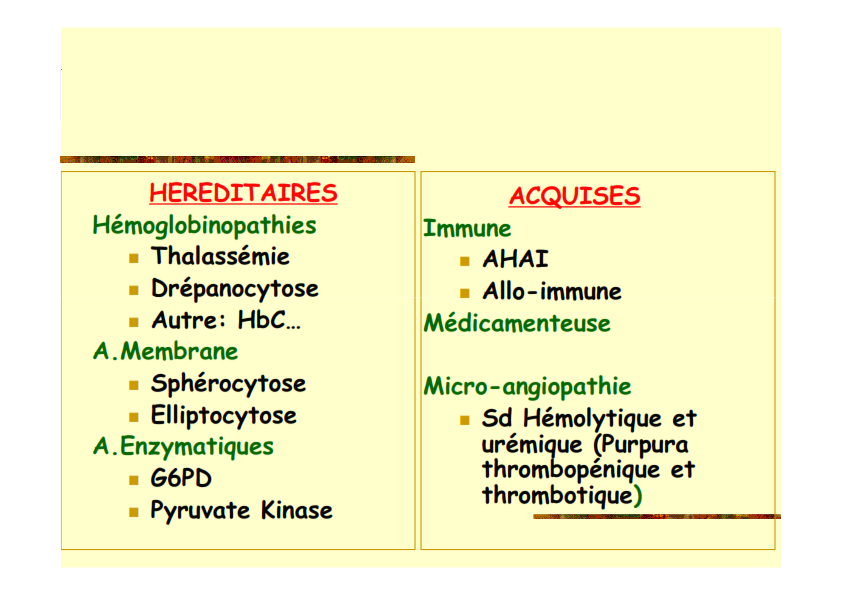 HEREDITAIRES
Hémoglobinopathies
Thalassémie
Drépanocytose
Autre: HbC…
A.Membrane
Sphérocytose
Elliptocytose
A.Enzymatiques
G6PD
Pyruvate Kinase
ACQUISES
Immune
AHAI
Allo-immune
Médicamenteuse
Micro-angiopathie
Sd Hémolytique et
urémique (Purpura
thrombopénique et
thrombotique)